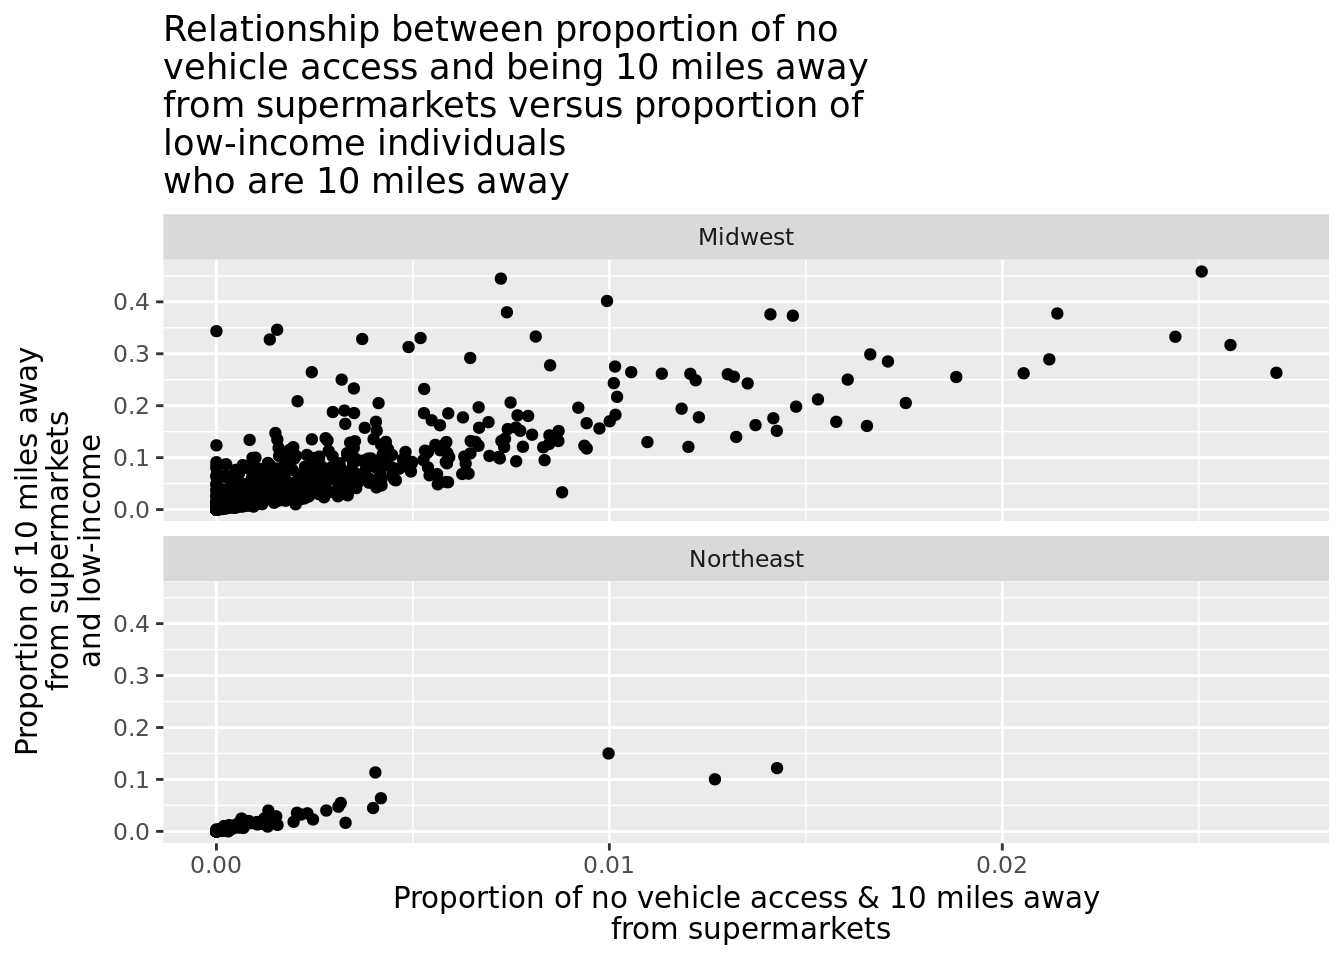 Relationship between proportion of no
vehicle access and being 10 miles away
from supermarkets versus proportion of
low-income individuals
who are 10 miles away
Proportion of 10 miles away
from supermarkets
and low-income
Midwest
0.4
0.3
0.2
0.1
0.0
Northeast
0.4
0.3
0.2
0.1
0.0
0.00
0.01
0.02
Proportion of no vehicle access & 10 miles away
from supermarkets